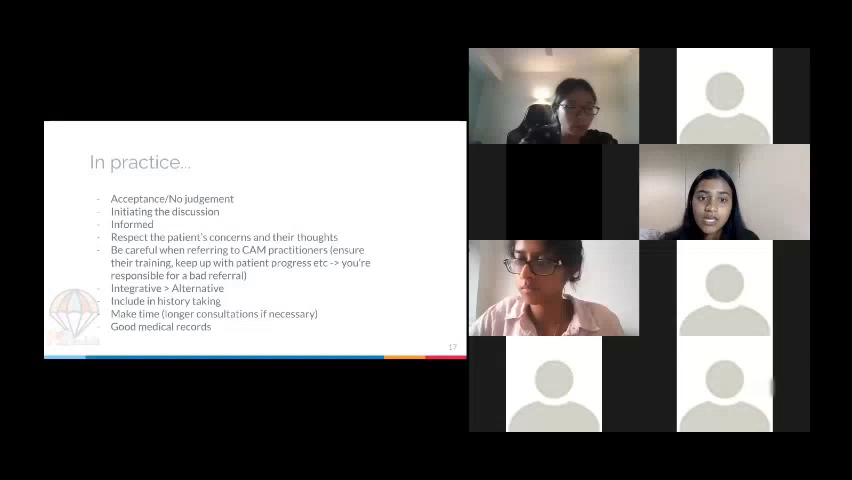 In practice...
- Acceptance/No judgement
- Initiating the discussion
- Informed
- Respect the patient's concerns and their thoughts
- Be careful when referring to CAM practitioners (ensure
their training, keep up with patient progress etc -> you're
responsible for a bad referral)
- Integrative > Alternative
- Include in history taking
- Make time (longer consultations if necessary)
- Good medical records
17